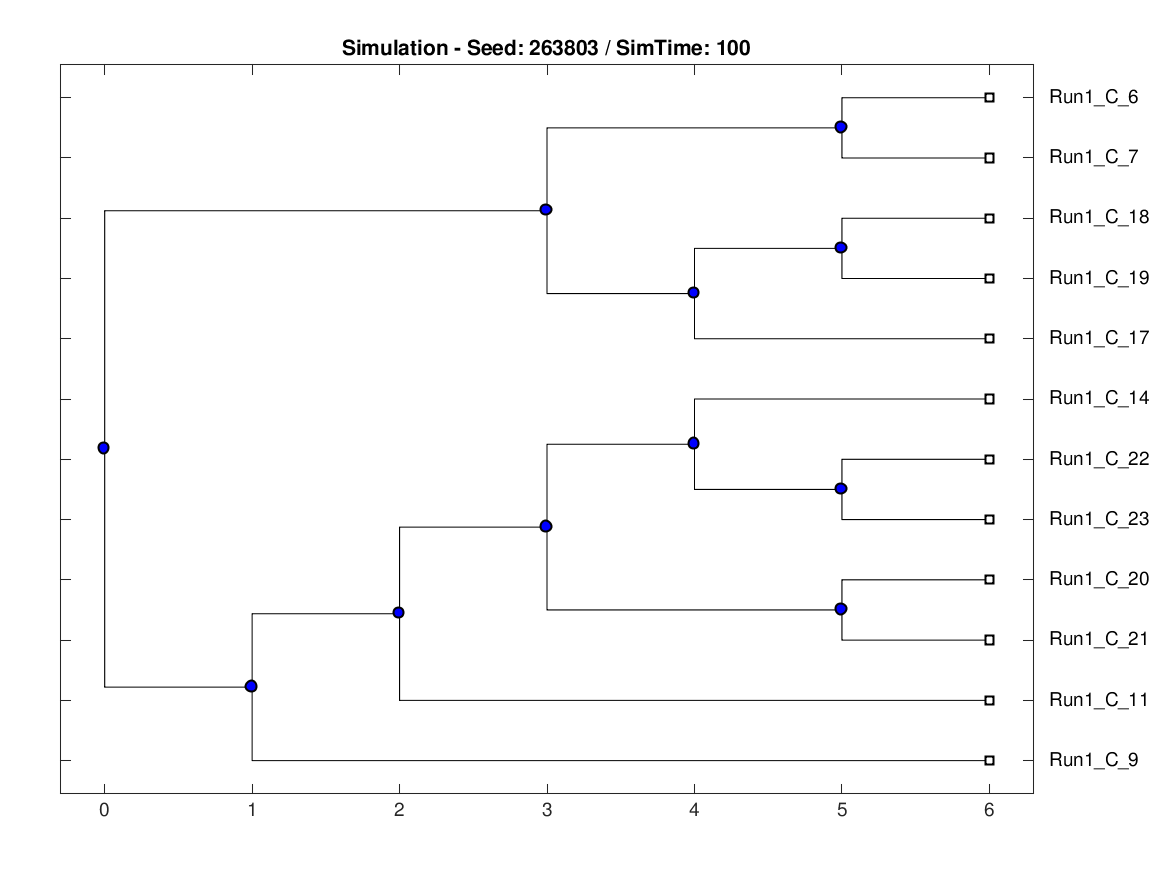 Simulation - Seed: 263803 / SimTime: 100
Run1_C_6
Run1_C_7
Run1_C_18
Run1_C_19
Run1_C_17
Run1_C_14
Run1_C_22
Run1_C_23
Run1_C_20
Run1_C_21
Run1_C_11
Run1_C_9
0 1 2 3 4 5 6